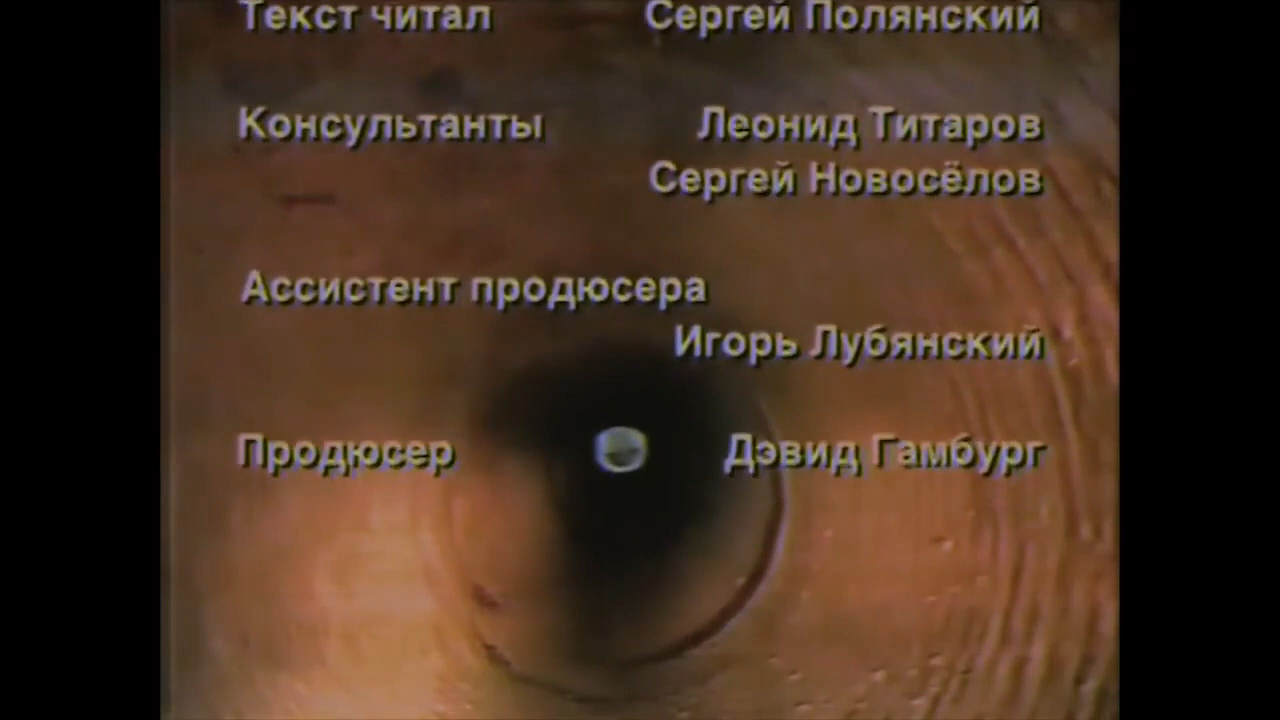 Текст читал Сергей Полянский
Консультанты Леонид Титаров
Сергей Новосёлов
Ассистент продюсера
Игорь Лубянский
Продюсер Дэвид Гамбург